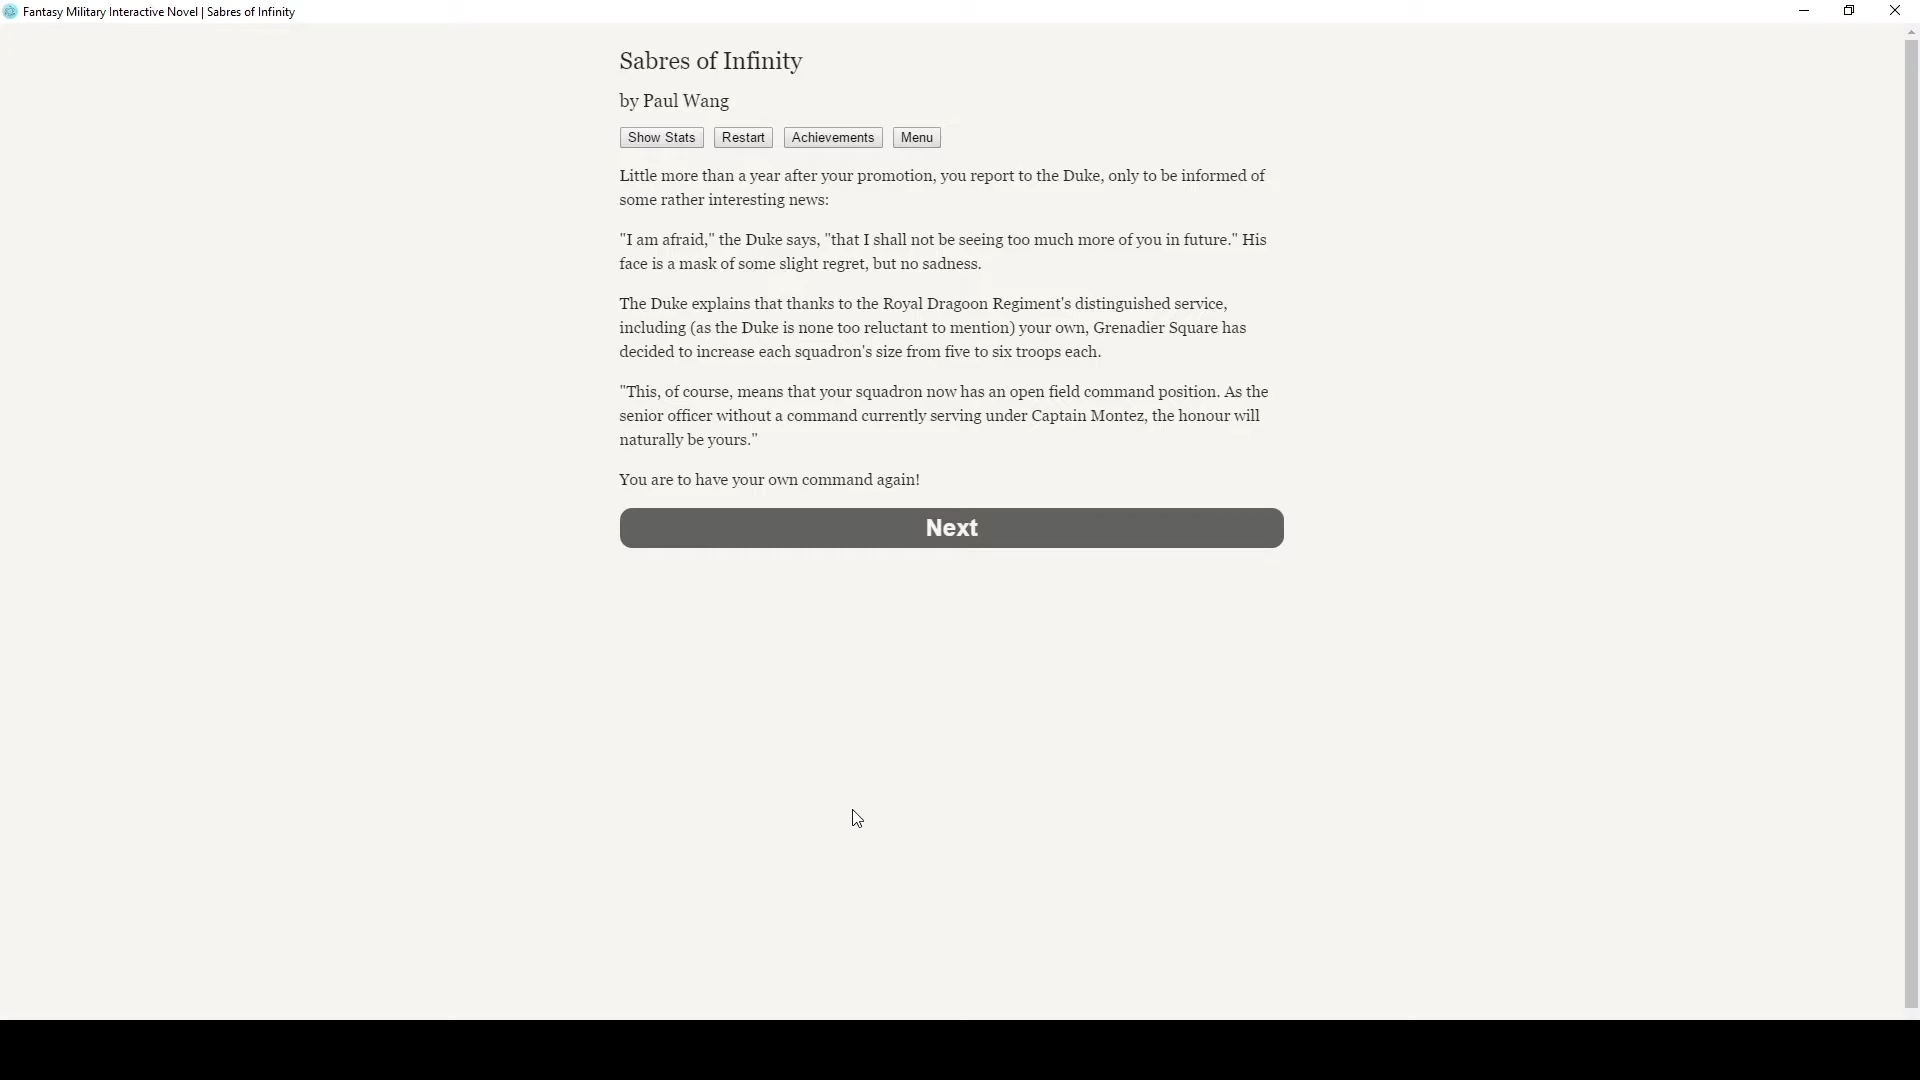 Fantasy Military Interactive Novel | Sabres of Infinity
Sabres of Infinity
by Paul Wang
Show Stats Restart Achievements Menu
Little more than a year after your promotion, you report to the Duke, only to be informed of
some rather interesting news:
"I am afraid," the Duke says, "that I shall not be seeing too much more of you in future." His
face is a mask of some slight regret, but no sadness.
The Duke explains that thanks to the Royal Dragoon Regiment's distinguished service,
including (as the Duke is none too reluctant to mention) your own, Grenadier Square has
decided to increase each squadron's size from five to six troops each.
"This, of course, means that your squadron now has an open field command position. As the
senior officer without a command currently serving under Captain Montez, the honour will
naturally be yours."
You are to have your own command again!
Next